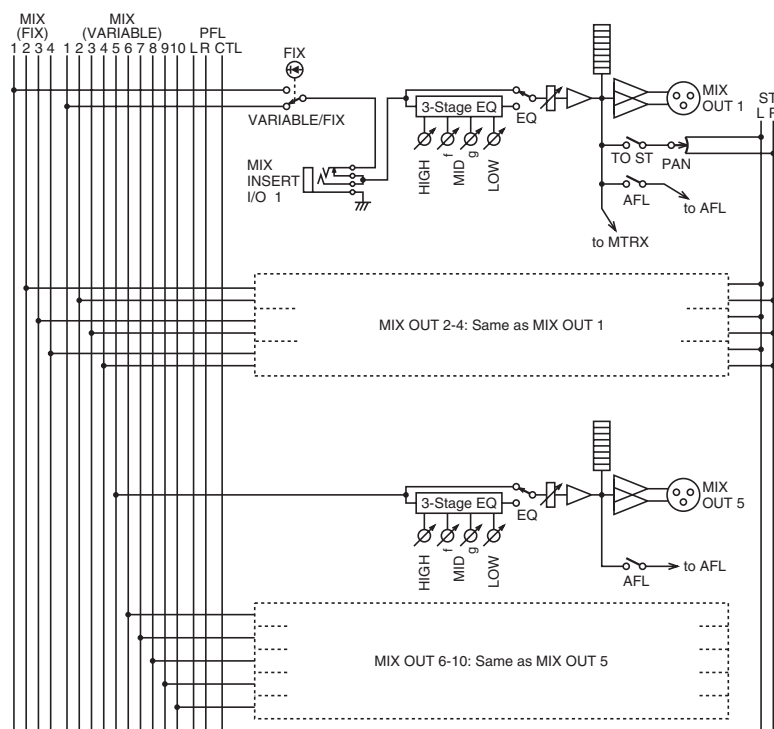 MIX
(FIX)
1 2 3 4
MIX
(VARIABLE)
1 2 3 4 5 6 7 8 9 10 L R CTL
PFL
FIX
VARIABLE/FIX
MIX
INSERT
I/O 1
3-Stage EQ
EQ
HIGH
f
MID
g
LOW
MIX
OUT 1
ST
L R
TO ST
PAN
AFL
to AFL
to MTRX
MIX OUT 2-4: Same as MIX OUT 1
3-Stage EQ
EQ
HIGH
f
MID
g
LOW
MIX
OUT 5
AFL
to AFL
MIX OUT 6-10: Same as MIX OUT 5